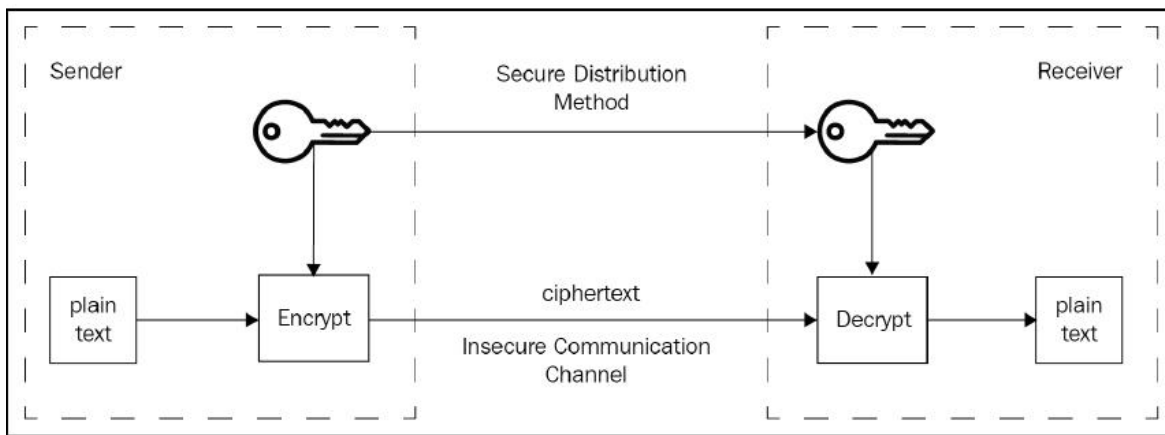 Sender
Secure Distribution
Method
Receiver
plain
text
Encrypt
ciphertext
Insecure Communication
Channel
Decrypt
plain
text